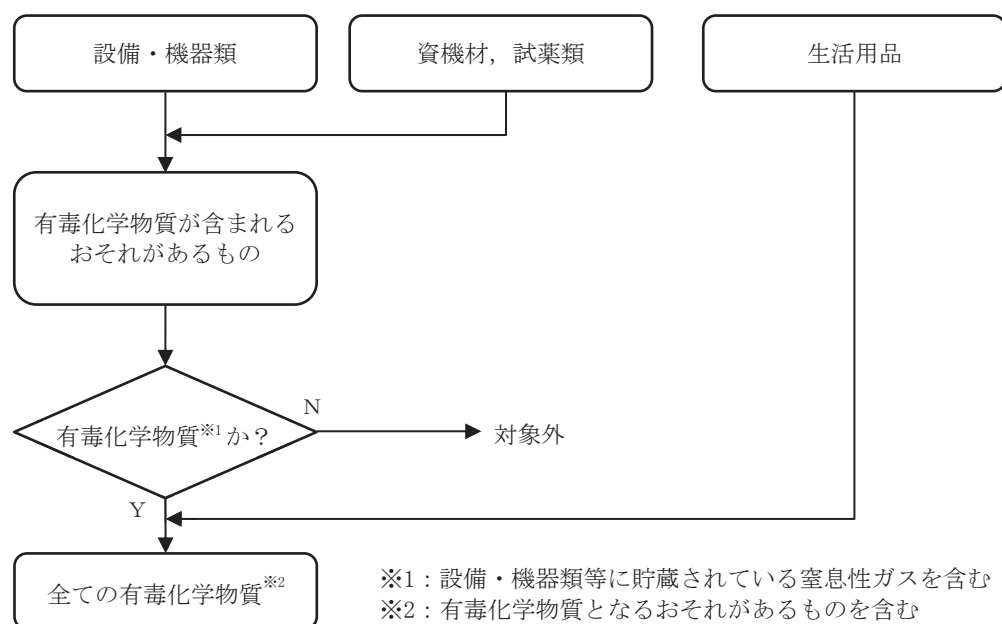 設備・機器類
資機材，試薬類
生活用品
有毒化学物質が含まれる
おそれがあるもの
有毒化学物質※1か？
N
対象外
Y
全ての有毒化学物質※2
※1：設備・機器類等に貯蔵されている窒息性ガスを含む
※2：有毒化学物質となるおそれがあるものを含む